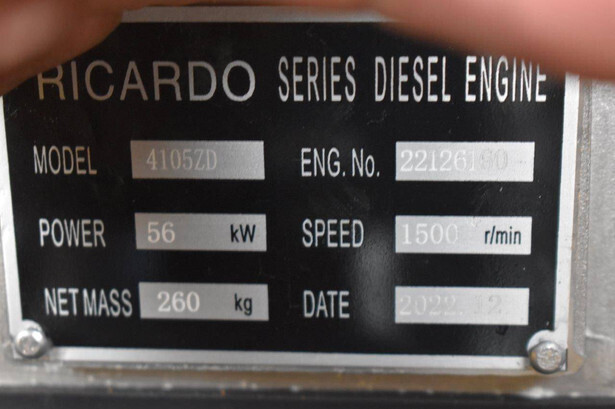 RICARDO SERIES DIESEL ENGINE
MODEL 4105ZD ENG. No. 22126190
POWER 56 kW SPEED 1500 r/min
NET MASS 260 kg DATE 2022.12